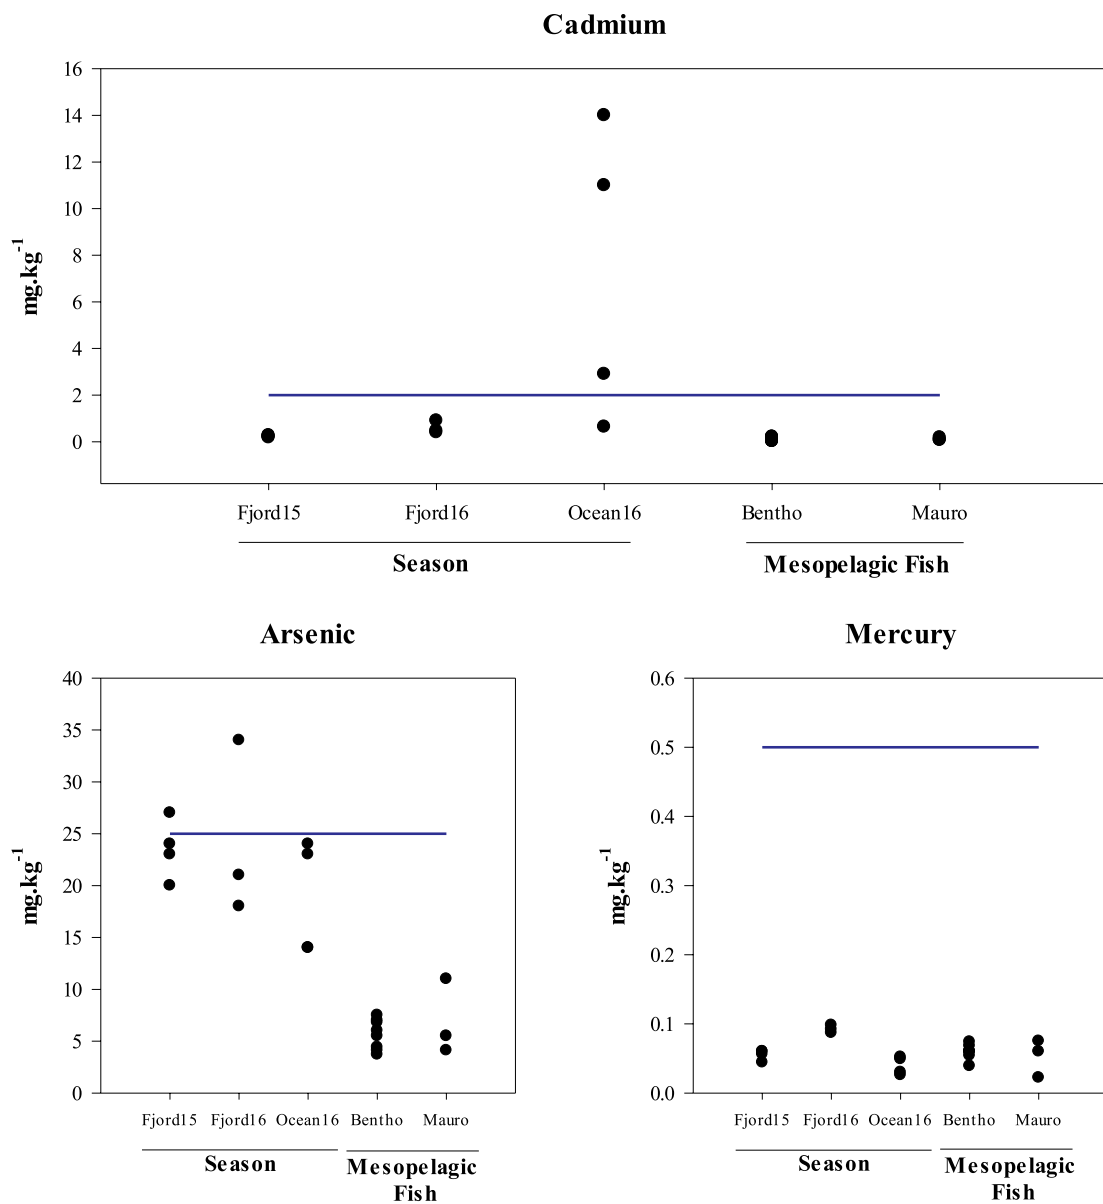 Cadmium
16
14
12
10
8
6
4
2
0
mg.kg-1
Fjord15 Fjord16 Ocean16 Bentho Mauro
Season Mesopelagic Fish
Arsenic
40
35
30
25
20
15
10
5
0
mg.kg-1
Fjord15 Fjord16 Ocean16 Bentho Mauro
Season Mesopelagic
Fish
Mercury
0.6
0.5
0.4
0.3
0.2
0.1
0.0
mg.kg-1
Fjord15 Fjord16 Ocean16 Bentho Mauro
Season Mesopelagic
Fish